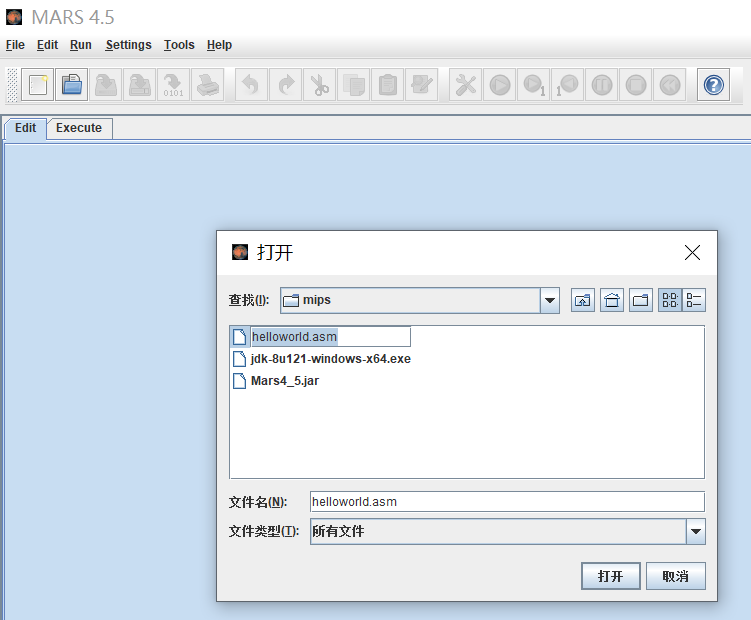 MARS 4.5
File Edit Run Settings Tools Help
0101 1 1 ?
Edit Execute
打开
查找(I): mips
helloworld.asm
jdk-8u121-windows-x64.exe
Mars4_5.jar
文件名(N): helloworld.asm
文件类型(T): 所有文件
打开 取消